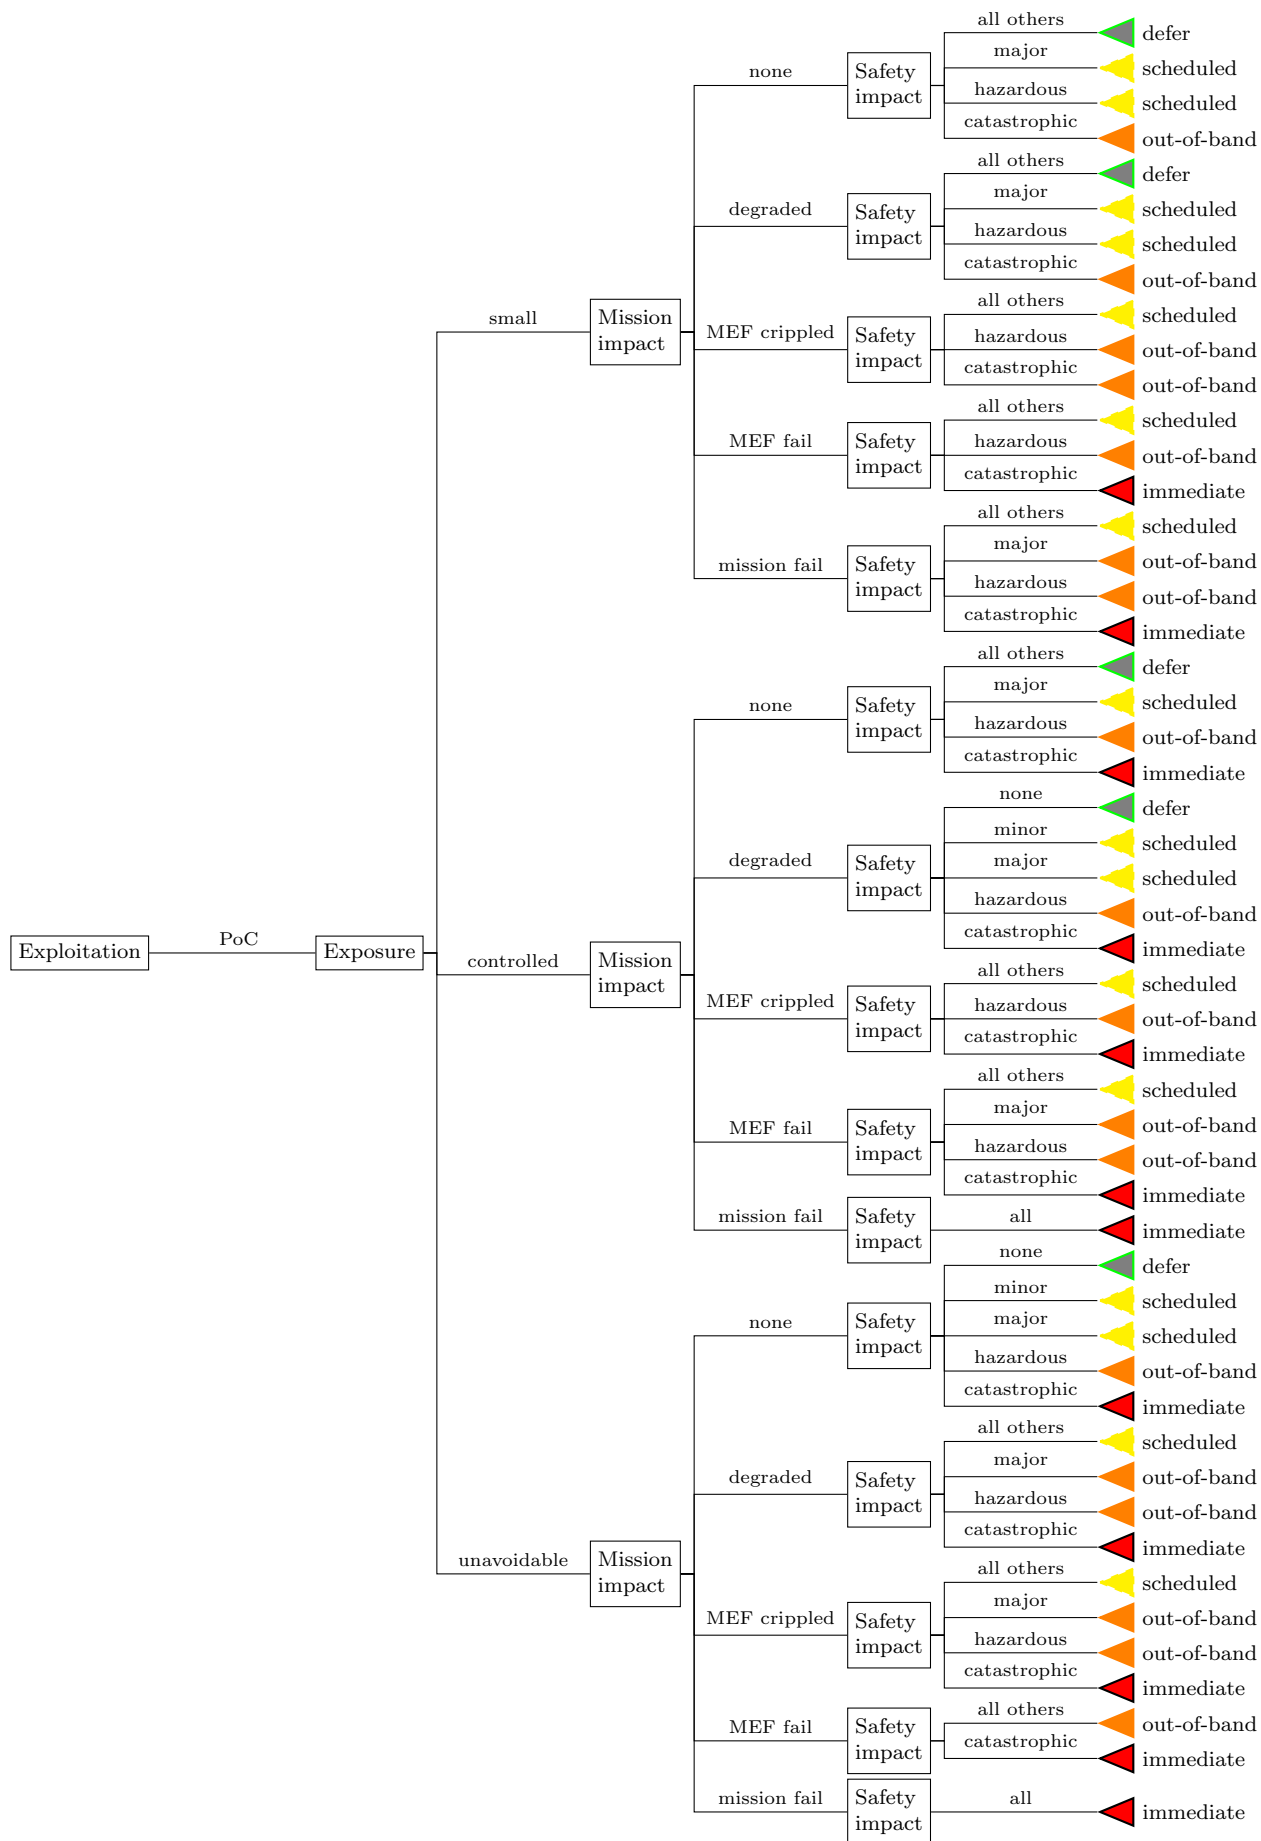 Exploitation
PoC
Exposure
small
Mission
impact
none
Safety
impact
all others
defer
major
scheduled
hazardous
scheduled
catastrophic
out-of-band
degraded
Safety
impact
all others
defer
major
scheduled
hazardous
scheduled
catastrophic
out-of-band
MEF crippled
Safety
impact
all others
scheduled
hazardous
out-of-band
catastrophic
out-of-band
MEF fail
Safety
impact
all others
scheduled
hazardous
out-of-band
catastrophic
immediate
mission fail
Safety
impact
all others
scheduled
major
out-of-band
hazardous
out-of-band
catastrophic
immediate
controlled
Mission
impact
none
Safety
impact
all others
defer
major
scheduled
hazardous
out-of-band
catastrophic
immediate
degraded
Safety
impact
none
defer
minor
scheduled
major
scheduled
hazardous
out-of-band
catastrophic
immediate
MEF crippled
Safety
impact
all others
scheduled
hazardous
out-of-band
catastrophic
immediate
MEF fail
Safety
impact
all others
scheduled
major
out-of-band
hazardous
out-of-band
catastrophic
immediate
mission fail
Safety
impact
all
immediate
unavoidable
Mission
impact
none
Safety
impact
none
defer
minor
scheduled
major
scheduled
hazardous
out-of-band
catastrophic
immediate
degraded
Safety
impact
all others
scheduled
major
out-of-band
hazardous
out-of-band
catastrophic
immediate
MEF crippled
Safety
impact
all others
scheduled
major
out-of-band
hazardous
out-of-band
catastrophic
immediate
MEF fail
Safety
impact
all others
out-of-band
catastrophic
immediate
mission fail
Safety
impact
all
immediate